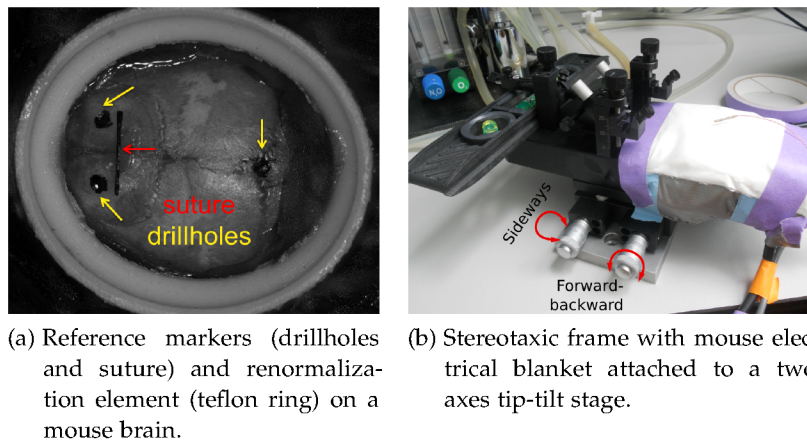 suture
drillholes
N₂O
O
Sideways
Forward-
backward
(a) Reference markers (drillholes
and suture) and renormaliza-
tion element (teflon ring) on a
mouse brain.
(b) Stereotaxic frame with mouse elec
trical blanket attached to a two
axes tip-tilt stage.